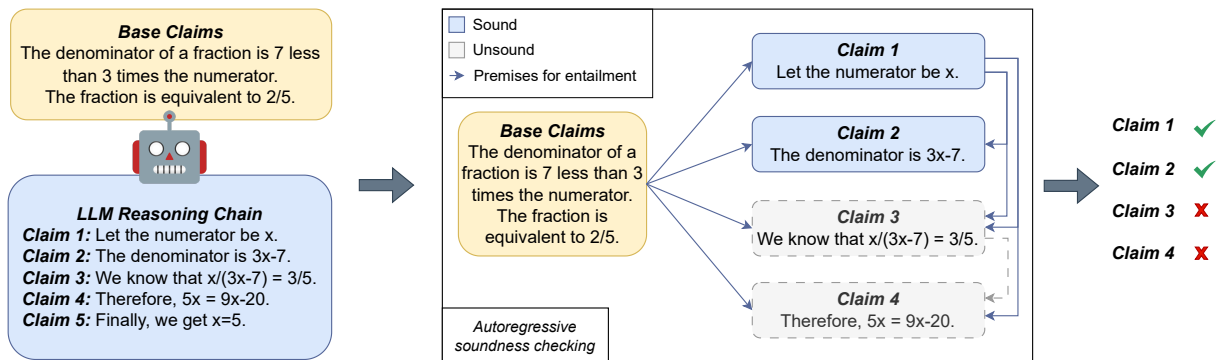 Base Claims
The denominator of a fraction is 7 less
than 3 times the numerator.
The fraction is equivalent to 2/5.
LLM Reasoning Chain
Claim 1: Let the numerator be x.
Claim 2: The denominator is 3x-7.
Claim 3: We know that x/(3x-7) = 3/5.
Claim 4: Therefore, 5x = 9x-20.
Claim 5: Finally, we get x=5.
Sound
Unsound
Premises for entailment
Base Claims
The denominator of a
fraction is 7 less than 3
times the numerator.
The fraction is
equivalent to 2/5.
Autoregressive
soundness checking
Claim 1
Let the numerator be x.
Claim 2
The denominator is 3x-7.
Claim 3
We know that x/(3x-7) = 3/5.
Claim 4
Therefore, 5x = 9x-20.
Claim 1
Claim 2
Claim 3
Claim 4